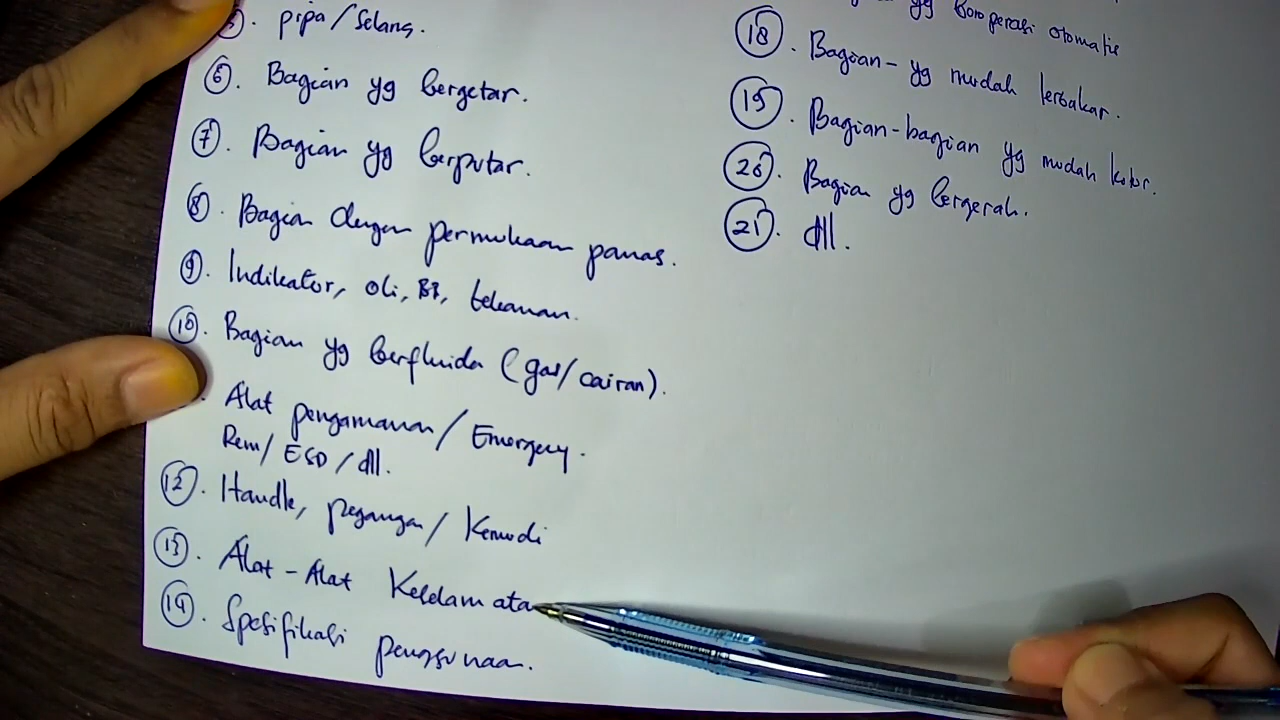 5. pipa/Selang.
6. Bagian yg bergetar.
7. Bagian yg berputar.
8. Bagian dengan permukaan panas.
9. Indikator, oli, BB, tekanan.
10. Bagian yg berfluida (gas/cairan).
Alat pengamanan/Emergency.
Rem/ESD/dll.
12. Handle, pegangan/Kemudi
13. Alat-Alat Keselamatan
14. Spesifikasi penggunaan.
yg beroperasi otomatis
18. Bagian- yg mudah terbakar.
19. Bagian-bagian yg mudah kotor.
20. Bagian yg bergerak.
21. dll.